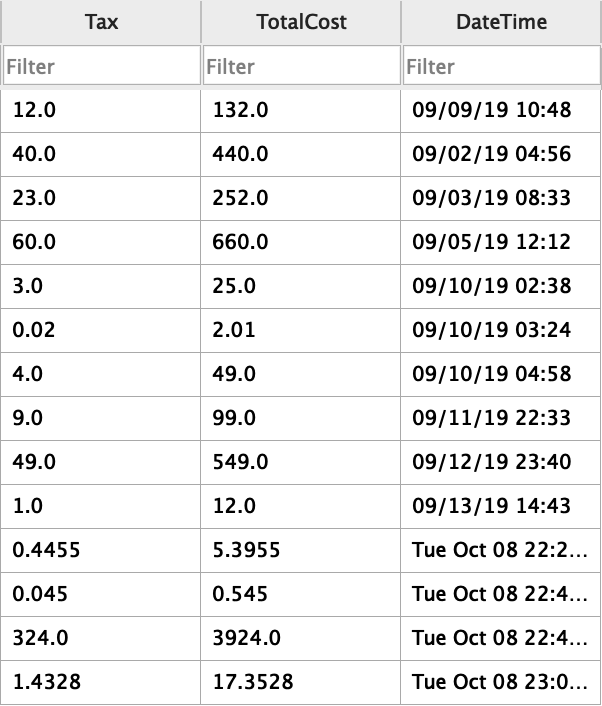 Tax TotalCost DateTime
Filter Filter Filter
12.0 132.0 09/09/19 10:48
40.0 440.0 09/02/19 04:56
23.0 252.0 09/03/19 08:33
60.0 660.0 09/05/19 12:12
3.0 25.0 09/10/19 02:38
0.02 2.01 09/10/19 03:24
4.0 49.0 09/10/19 04:58
9.0 99.0 09/11/19 22:33
49.0 549.0 09/12/19 23:40
1.0 12.0 09/13/19 14:43
0.4455 5.3955 Tue Oct 08 22:2...
0.045 0.545 Tue Oct 08 22:4...
324.0 3924.0 Tue Oct 08 22:4...
1.4328 17.3528 Tue Oct 08 23:0...